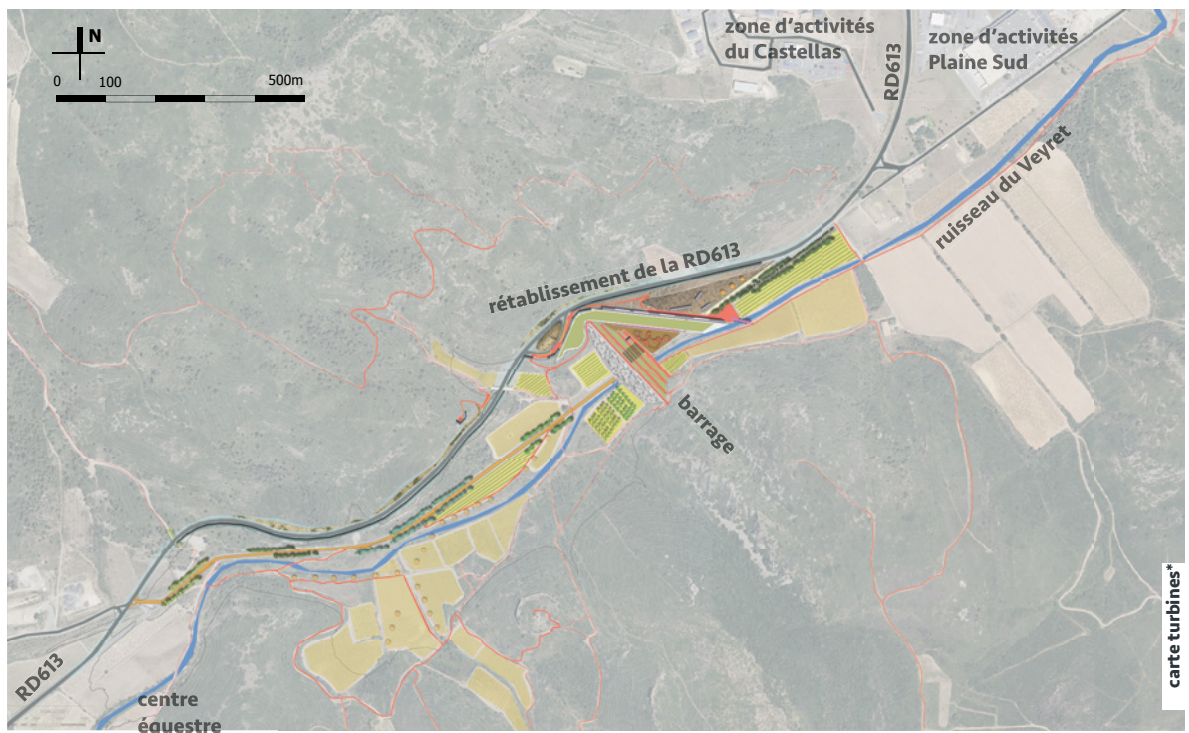 N
0 100 500m
zone d’activités
du Castellas
RD613
zone d’activités
Plaine Sud
ruisseau du Veyret
rétablissement de la RD613
barrage
carte turbines*
RD613
centre
équestre